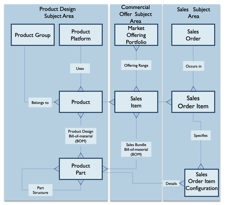 Product Design
Subject Area
Commercial
Offer Subject
Area
Sales Subject
Area
Product Group
Product
Platform
Market
Offering
Portfolio
Sales
Order
Uses
Offering Range
Occurs in
Belongs to
Product
Sales
Item
Sales
Order Item
Product Design
Bill-of-material
(BOM)
Sales Bundle
Bill-of-material
(BOM)
Specifies
Product
Part
Part
Structure
Details
Sales
Order Item
Configuration